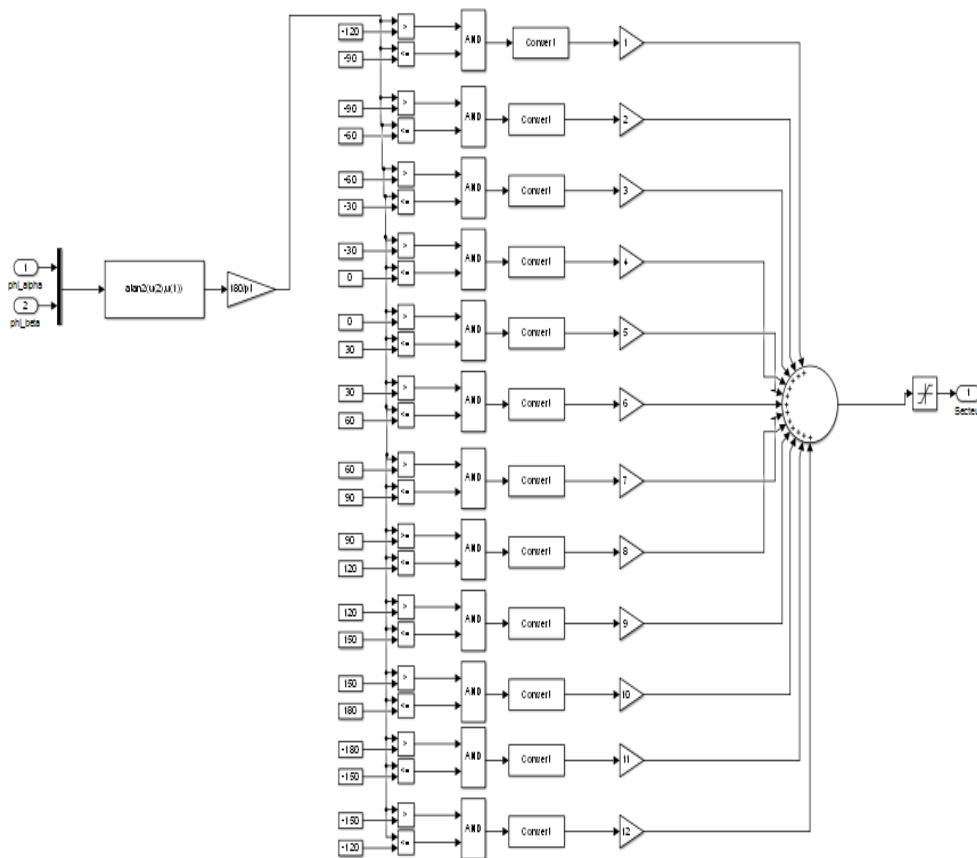 -120
-90
>
<=
AND
Convert
1
-90
-60
>
<=
AND
Convert
2
-60
-30
>
<=
AND
Convert
3
-30
0
>
<=
AND
Convert
4
0
30
>
<=
AND
Convert
5
30
60
>
<=
AND
Convert
6
60
90
>
<=
AND
Convert
7
90
120
>
<=
AND
Convert
8
120
150
>
<=
AND
Convert
9
150
180
>
<=
AND
Convert
10
-180
-150
>
<=
AND
Convert
11
-150
-120
>
<=
AND
Convert
12
1
phi_alpha
2
phi_beta
atan2(u(2),u(1))
180/pi
1
Secteu